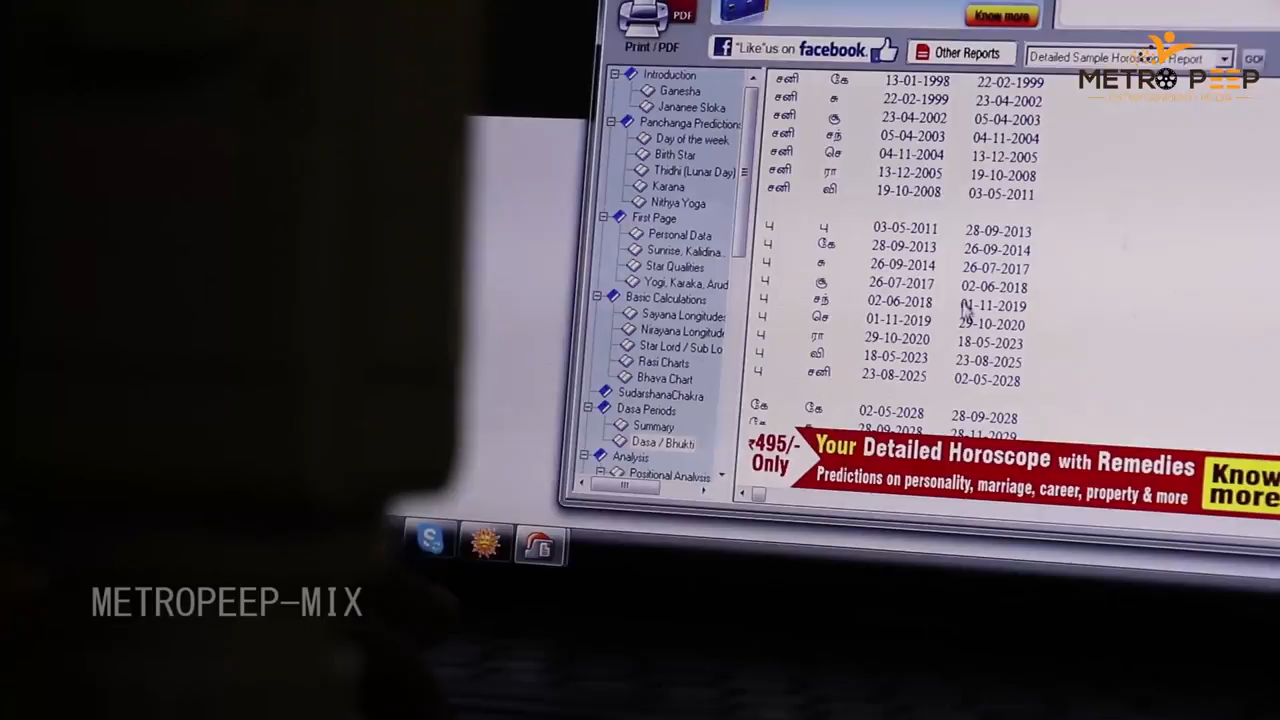 Know more
PDF
Print / PDF
"Like"us on facebook.
Other Reports
Detailed Sample Horoscope Report
GO!
METRO PEEP
Introduction
Ganesha
Jananee Sloka
Panchanga Predictions
Day of the week
Birth Star
Thidhi (Lunar Day)
Karana
Nithya Yoga
First Page
Personal Data
Sunrise, Kalidina..
Star Qualities
Yogi, Karaka, Arud
Basic Calculations
Sayana Longitudes
Nirayana Longitud
Star Lord / Sub Lo
Rasi Charts
Bhava Chart
SudarshanaChakra
Dasa Periods
Summary
Dasa / Bhukti
Analysis
Positional Analysis
சனி கே 13-01-1998 22-02-1999
சனி சு 22-02-1999 23-04-2002
சனி சூ 23-04-2002 05-04-2003
சனி சந் 05-04-2003 04-11-2004
சனி செ 04-11-2004 13-12-2005
சனி ரா 13-12-2005 19-10-2008
சனி வி 19-10-2008 03-05-2011
பு பு 03-05-2011 28-09-2013
பு கே 28-09-2013 26-09-2014
பு சு 26-09-2014 26-07-2017
பு சூ 26-07-2017 02-06-2018
பு சந் 02-06-2018 01-11-2019
பு செ 01-11-2019 29-10-2020
பு ரா 29-10-2020 18-05-2023
பு வி 18-05-2023 23-08-2025
பு சனி 23-08-2025 02-05-2028
கே கே 02-05-2028 28-09-2028
கே 28-09-2028 28-11-2029
₹495/- Only
Your Detailed Horoscope with Remedies
Predictions on personality, marriage, career, property & more
Know more
METROPEEP-MIX